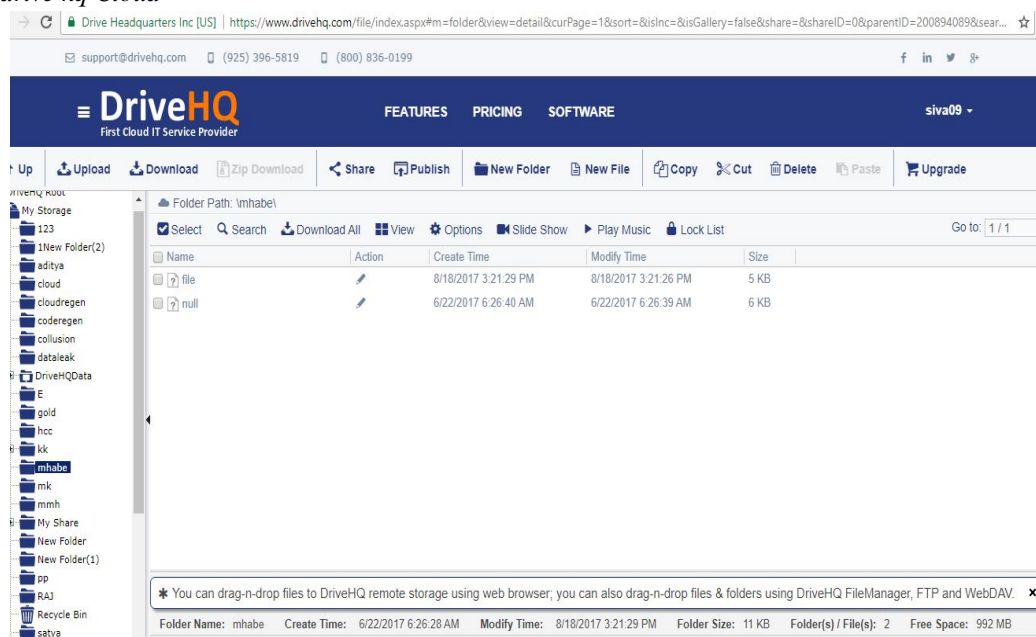 drive hq Cloud
Drive Headquarters Inc [US] | https://www.drivehq.com/file/index.aspx#m=folder&view=detail&curPage=1&sort=&isInc=&isGallery=false&share=&shareID=0&parentID=200894089&sear...
support@drivehq.com (925) 396-5819 (800) 836-0199 f in g+
DriveHQ FEATURES PRICING SOFTWARE siva09
First Cloud IT Service Provider
Up Upload Download Zip Download Share Publish New Folder New File Copy Cut Delete Paste Upgrade
DriveHQ Root
My Storage
123
1New Folder(2)
aditya
cloud
cloudregen
coderegen
collusion
dataleak
DriveHQData
E
gold
hcc
kk
mhabe
mk
mmh
My Share
New Folder
New Folder(1)
pp
RAJ
Recycle Bin
satya
Folder Path: \mhabe\
Select Search Download All View Options Slide Show Play Music Lock List Go to: 1 / 1
Name Action Create Time Modify Time Size
file 8/18/2017 3:21:29 PM 8/18/2017 3:21:26 PM 5 KB
null 6/22/2017 6:26:40 AM 6/22/2017 6:26:39 AM 6 KB
* You can drag-n-drop files to DriveHQ remote storage using web browser; you can also drag-n-drop files & folders using DriveHQ FileManager, FTP and WebDAV. x
Folder Name: mhabe Create Time: 6/22/2017 6:26:28 AM Modify Time: 8/18/2017 3:21:29 PM Folder Size: 11 KB Folder(s) / File(s): 2 Free Space: 992 MB